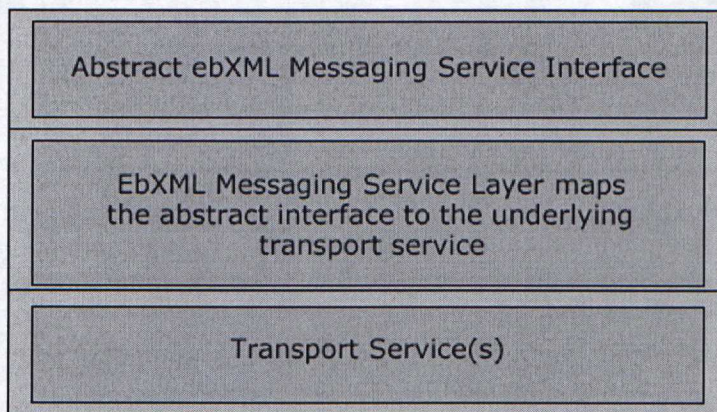 Abstract ebXML Messaging Service Interface
EbXML Messaging Service Layer maps
the abstract interface to the underlying
transport service
Transport Service(s)